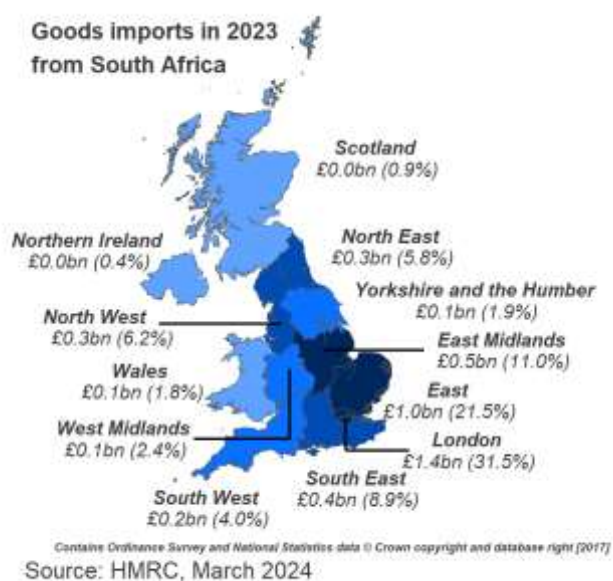 Goods imports in 2023
from South Africa
Scotland
£0.0bn (0.9%)
Northern Ireland
£0.0bn (0.4%)
North East
£0.3bn (5.8%)
Yorkshire and the Humber
£0.1bn (1.9%)
North West
£0.3bn (6.2%)
East Midlands
£0.5bn (11.0%)
Wales
£0.1bn (1.8%)
East
£1.0bn (21.5%)
West Midlands
£0.1bn (2.4%)
London
£1.4bn (31.5%)
South East
£0.4bn (8.9%)
South West
£0.2bn (4.0%)
Contains Ordinance Survey and National Statistics data © Crown copyright and database right [2017]
Source: HMRC, March 2024